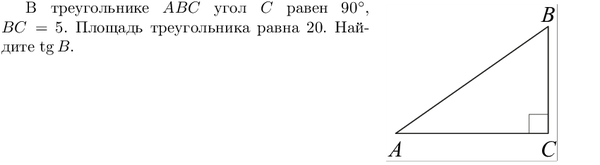 В треугольнике ABC угол C равен 90°,
BC = 5. Площадь треугольника равна 20. Най-
дите tg B.
B
A
C